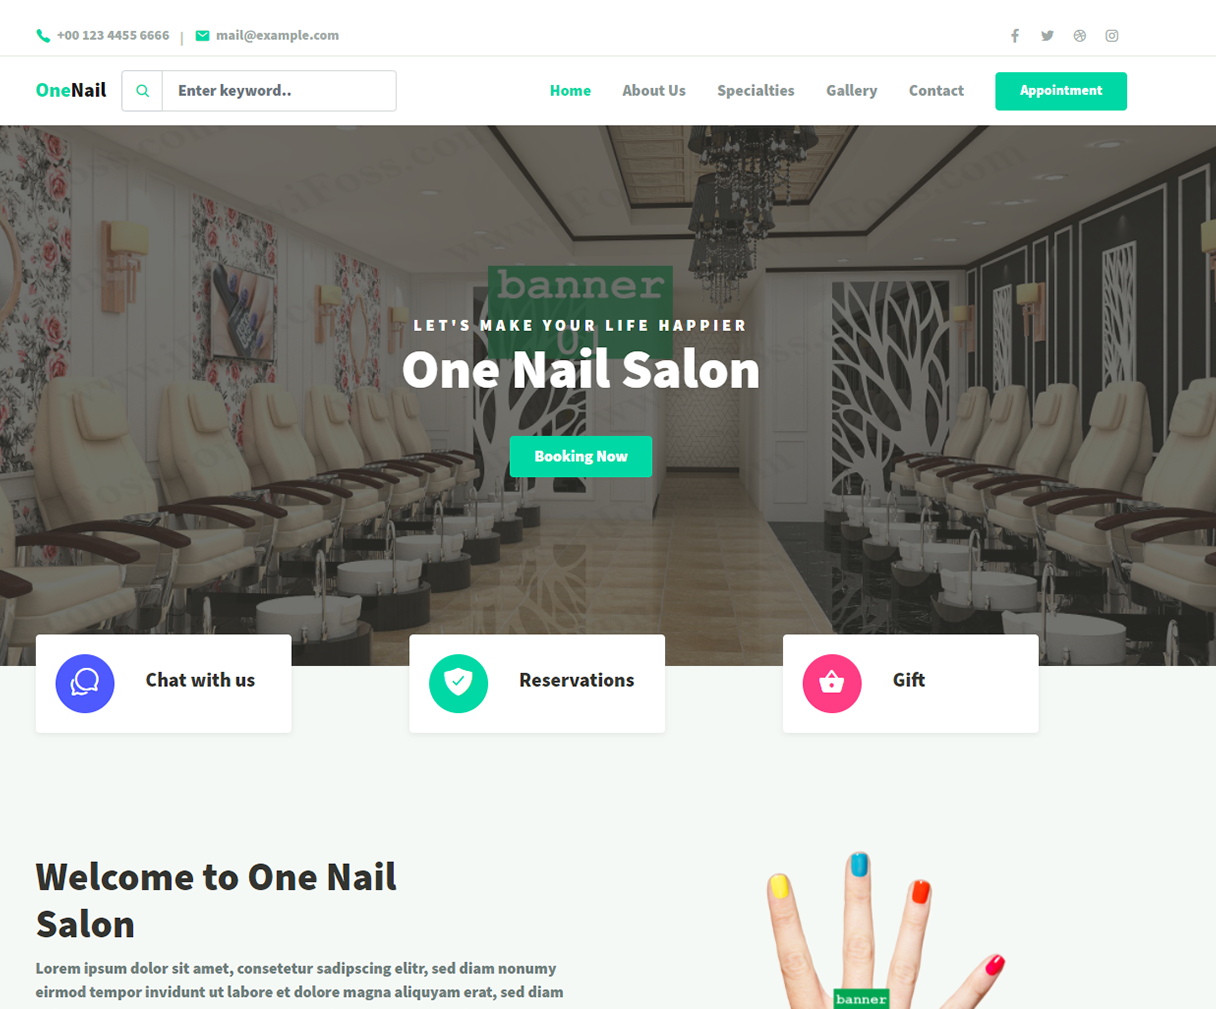 +00 123 4455 6666 | mail@example.com
OneNail
Enter keyword..
Home About Us Specialties Gallery Contact Appointment
banner
01
LET'S MAKE YOUR LIFE HAPPIER
One Nail Salon
Booking Now
Chat with us
Reservations
Gift
Welcome to One Nail
Salon
Lorem ipsum dolor sit amet, consetetur sadipscing elitr, sed diam nonumy
eirmod tempor invidunt ut labore et dolore magna aliquyam erat, sed diam
banner